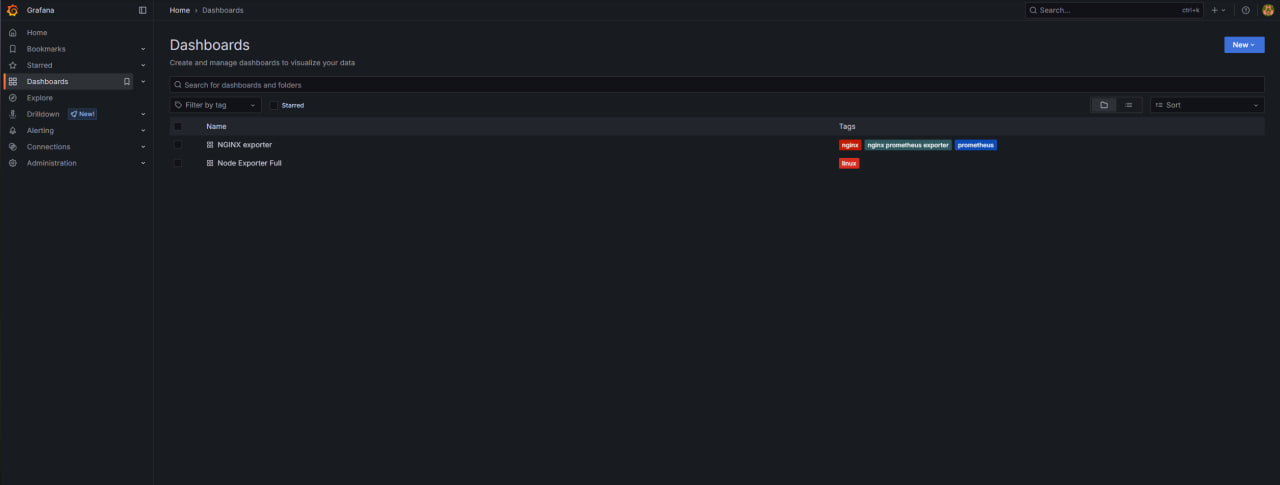 Grafana
Home › Dashboards
Search...
ctrl+k
Home
Bookmarks
Starred
Dashboards
Explore
Drilldown New!
Alerting
Connections
Administration
Dashboards
New
Create and manage dashboards to visualize your data
Search for dashboards and folders
Filter by tag
Starred
Sort
Name Tags
NGINX exporter nginx nginx prometheus exporter prometheus
Node Exporter Full linux